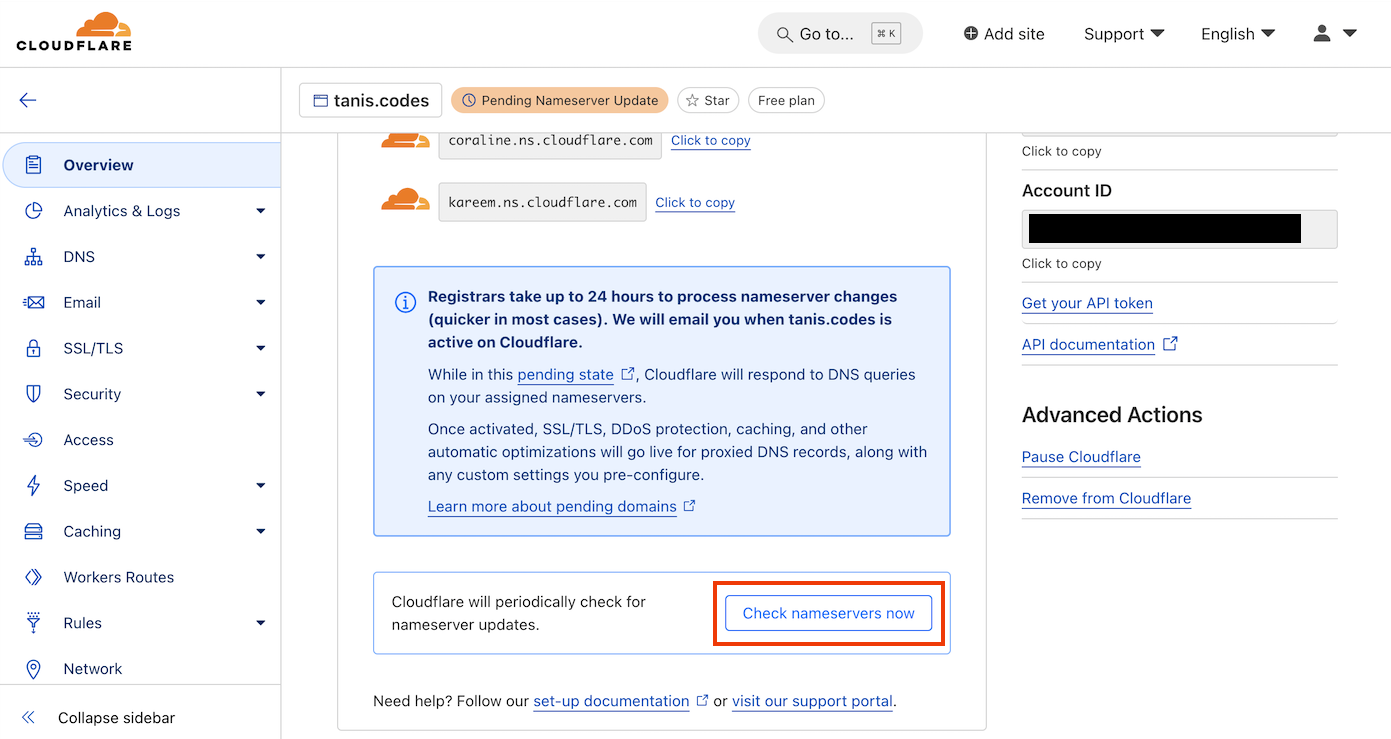 CLOUDFLARE
Go to...
⌘ K
Add site
Support
English
tanis.codes
Pending Nameserver Update
Star
Free plan
Overview
Analytics & Logs
DNS
Email
SSL/TLS
Security
Access
Speed
Caching
Workers Routes
Rules
Network
Collapse sidebar
coraline.ns.cloudflare.com
Click to copy
kareem.ns.cloudflare.com
Click to copy
Registrars take up to 24 hours to process nameserver changes
(quicker in most cases). We will email you when tanis.codes is
active on Cloudflare.
While in this pending state , Cloudflare will respond to DNS queries
on your assigned nameservers.
Once activated, SSL/TLS, DDoS protection, caching, and other
automatic optimizations will go live for proxied DNS records, along with
any custom settings you pre-configure.
Learn more about pending domains
Cloudflare will periodically check for
nameserver updates.
Check nameservers now
Need help? Follow our set-up documentation or visit our support portal.
Click to copy
Account ID
Click to copy
Get your API token
API documentation
Advanced Actions
Pause Cloudflare
Remove from Cloudflare